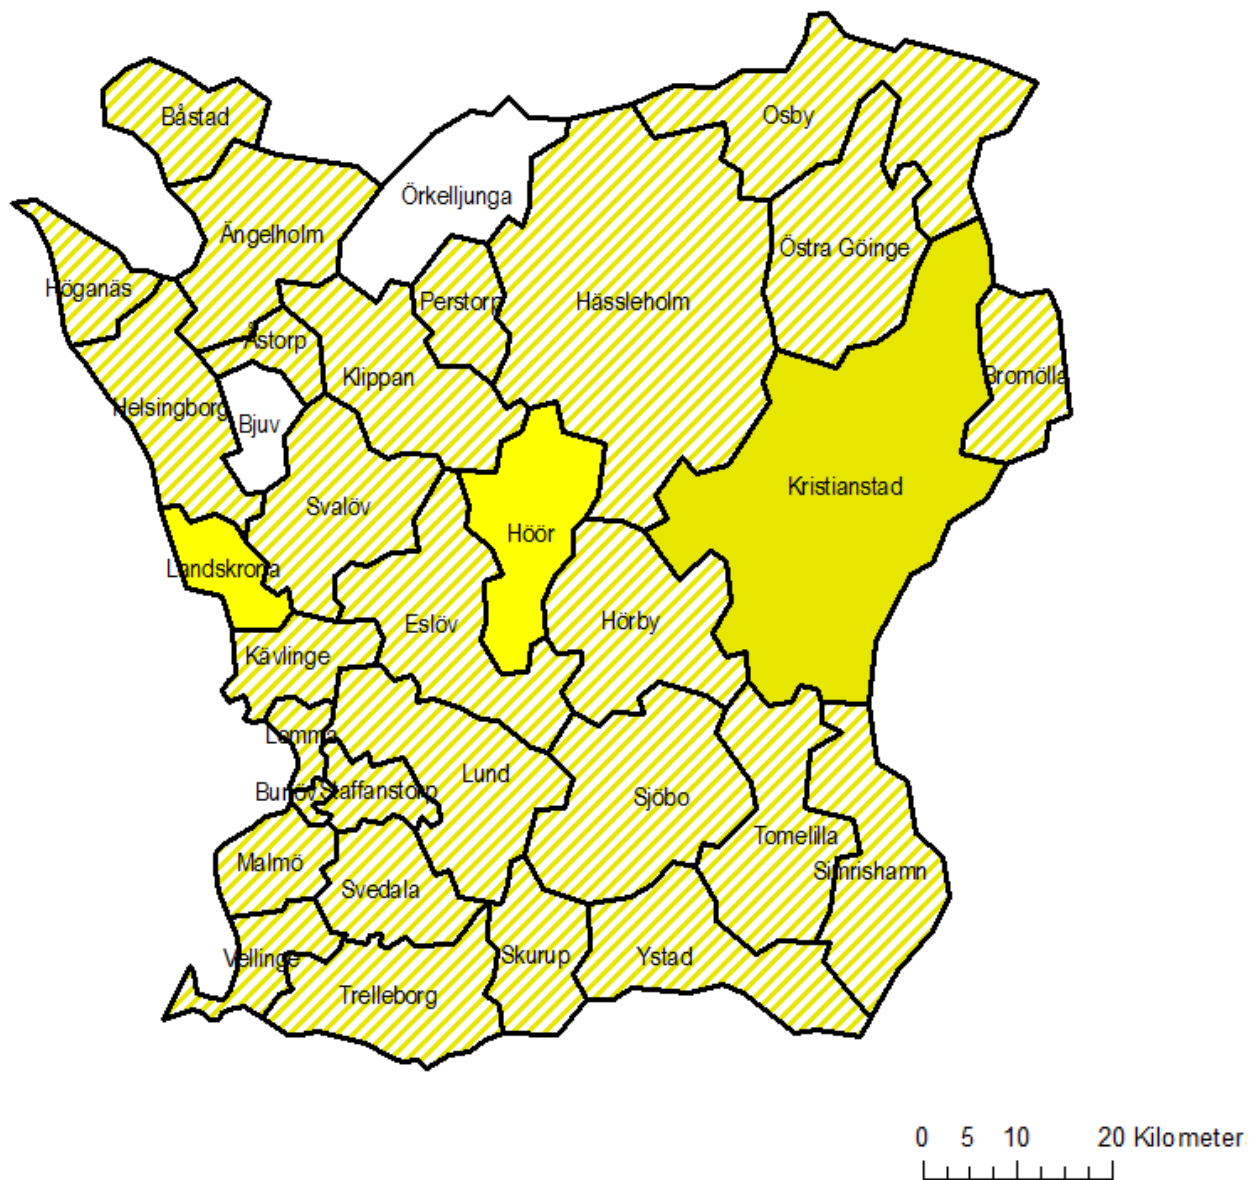 Båstad
Osby
Örkelljunga
Ängelholm
Östra Göinge
Höganäs
Perstorp
Hässleholm
Åstorp
Klippan
Bromölla
Helsingborg
Bjuv
Kristianstad
Svalöv
Höör
Landskrona
Eslöv
Hörby
Kävlinge
Lomma
Lund
Burlöv
Staffanstorp
Sjöbo
Tomelilla
Malmö
Svedala
Simrishamn
Vellinge
Skurup
Ystad
Trelleborg
0 5 10 20 Kilometer